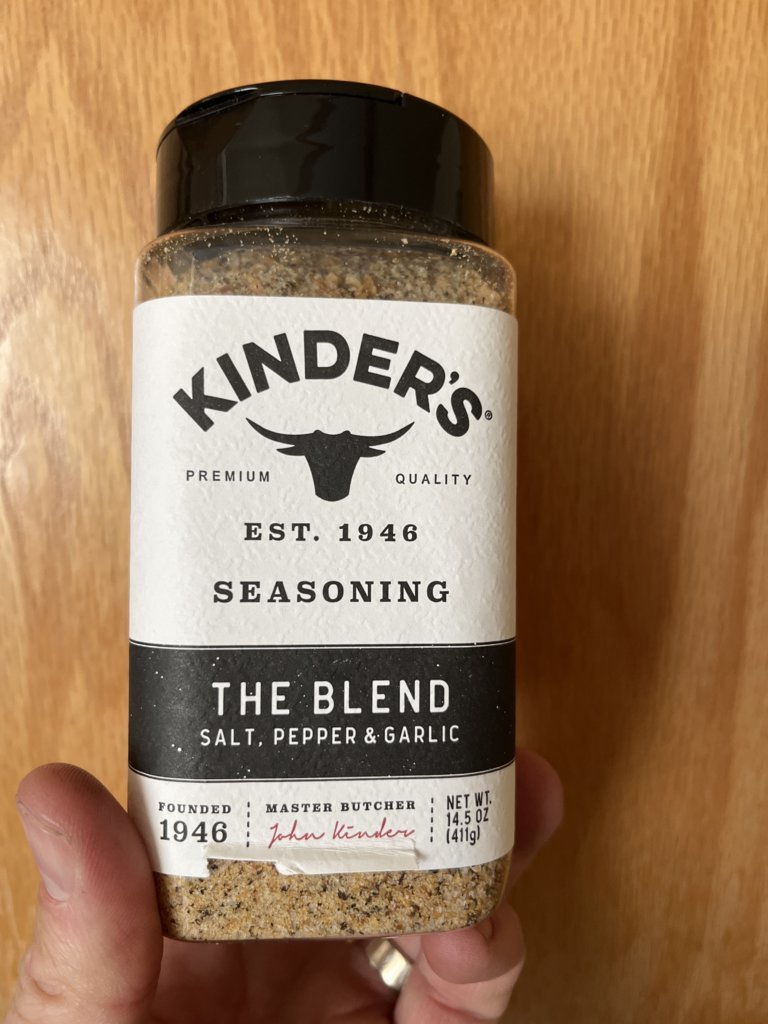 KINDER'S®
PREMIUM QUALITY
EST. 1946
SEASONING
THE BLEND
SALT, PEPPER & GARLIC
FOUNDED
1946
MASTER BUTCHER
John Kinder
NET WT.
14.5 OZ
(411g)